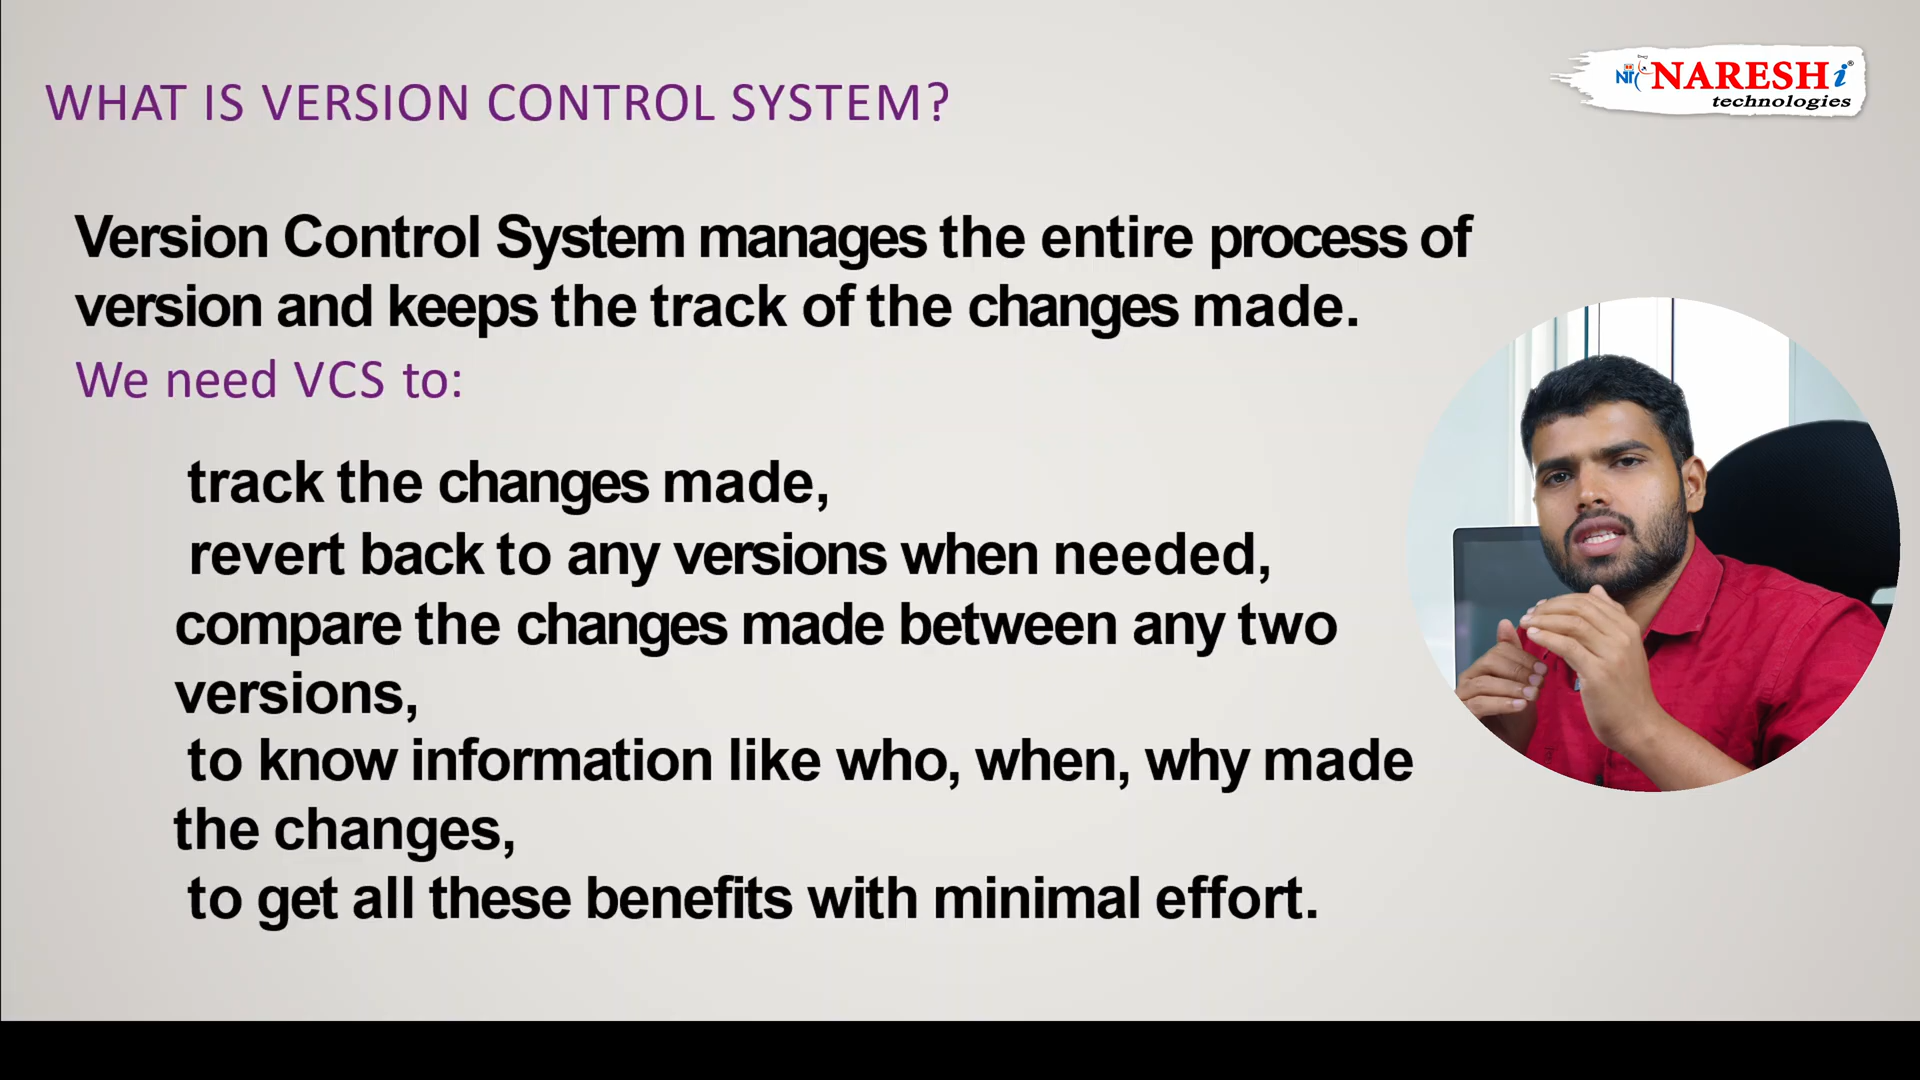 WHAT IS VERSION CONTROL SYSTEM?
NT NARESH i ®
technologies
Version Control System manages the entire process of
version and keeps the track of the changes made.
We need VCS to:
track the changes made,
revert back to any versions when needed,
compare the changes made between any two
versions,
to know information like who, when, why made
the changes,
to get all these benefits with minimal effort.